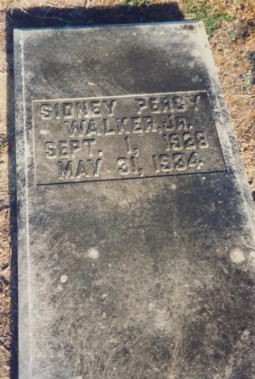 SIDNEY PERCY
WALKER, JR.
SEPT. 1, 1928
MAY 31, 1934